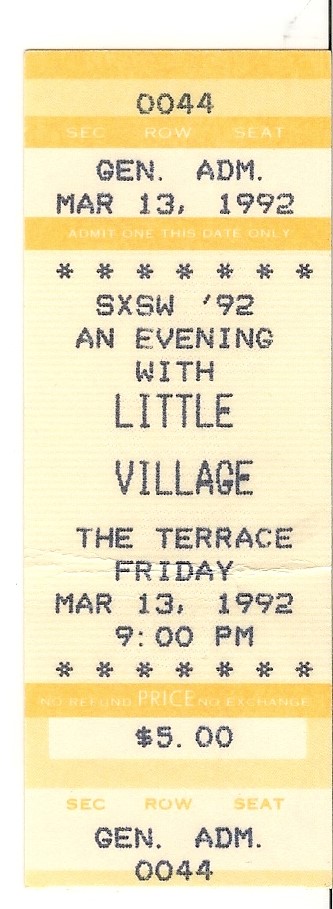 0044
SEC ROW SEAT
GEN. ADM.
MAR 13, 1992
ADMIT ONE THIS DATE ONLY
* * * * * * *
SXSW '92
AN EVENING
WITH
LITTLE
VILLAGE
THE TERRACE
FRIDAY
MAR 13, 1992
9:00 PM
* * * * * * *
NO REFUND PRICE NO EXCHANGE
$5.00
SEC ROW SEAT
GEN. ADM.
0044